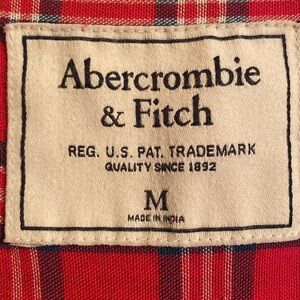 Abercrombie
& Fitch
REG. U.S. PAT. TRADEMARK
QUALITY SINCE 1892
M
MADE IN INDIA